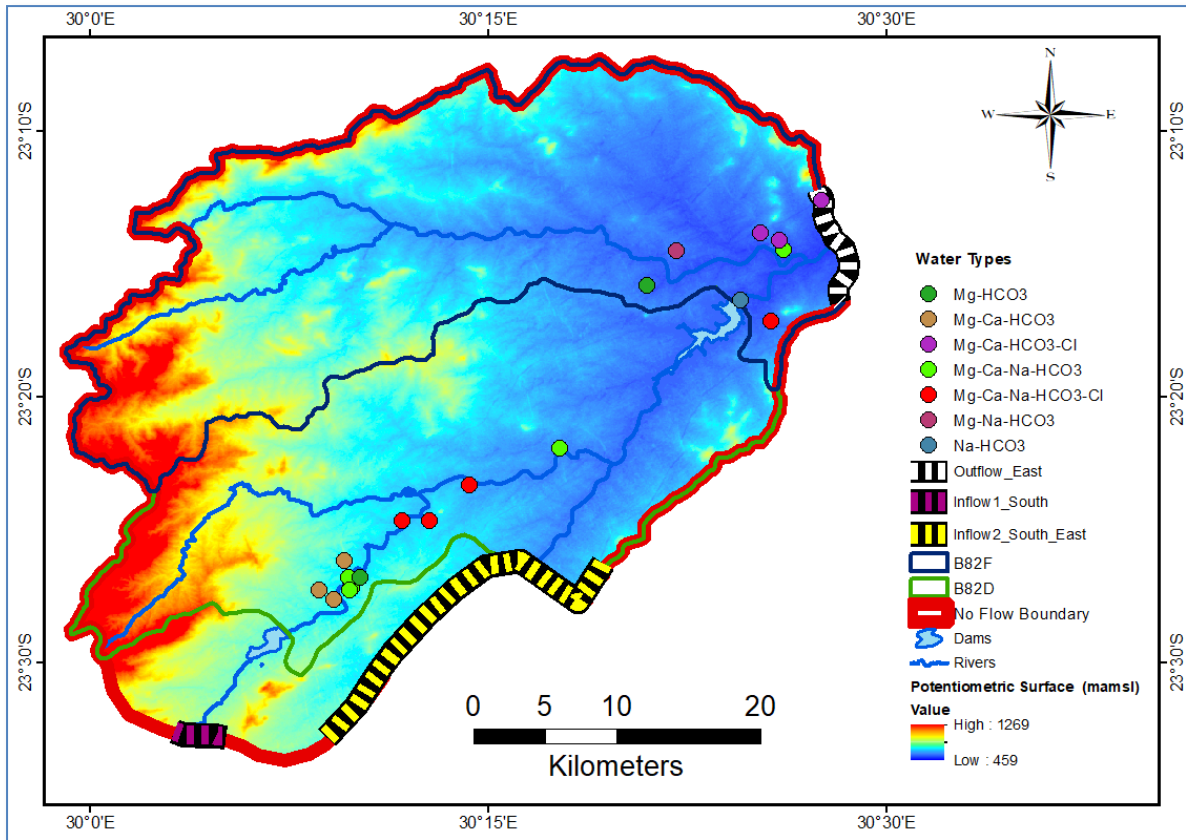 30°0'E 30°15'E 30°30'E
N
W E
S
23°10'S 23°10'S
23°20'S 23°20'S
23°30'S 23°30'S
Water Types
Mg-HCO3
Mg-Ca-HCO3
Mg-Ca-HCO3-Cl
Mg-Ca-Na-HCO3
Mg-Ca-Na-HCO3-Cl
Mg-Na-HCO3
Na-HCO3
Outflow_East
Inflow1_South
Inflow2_South_East
B82F
B82D
No Flow Boundary
Dams
Rivers
Potentiometric Surface (mamsl)
Value
High : 1269
Low : 459
0 5 10 20
Kilometers
30°0'E 30°15'E 30°30'E